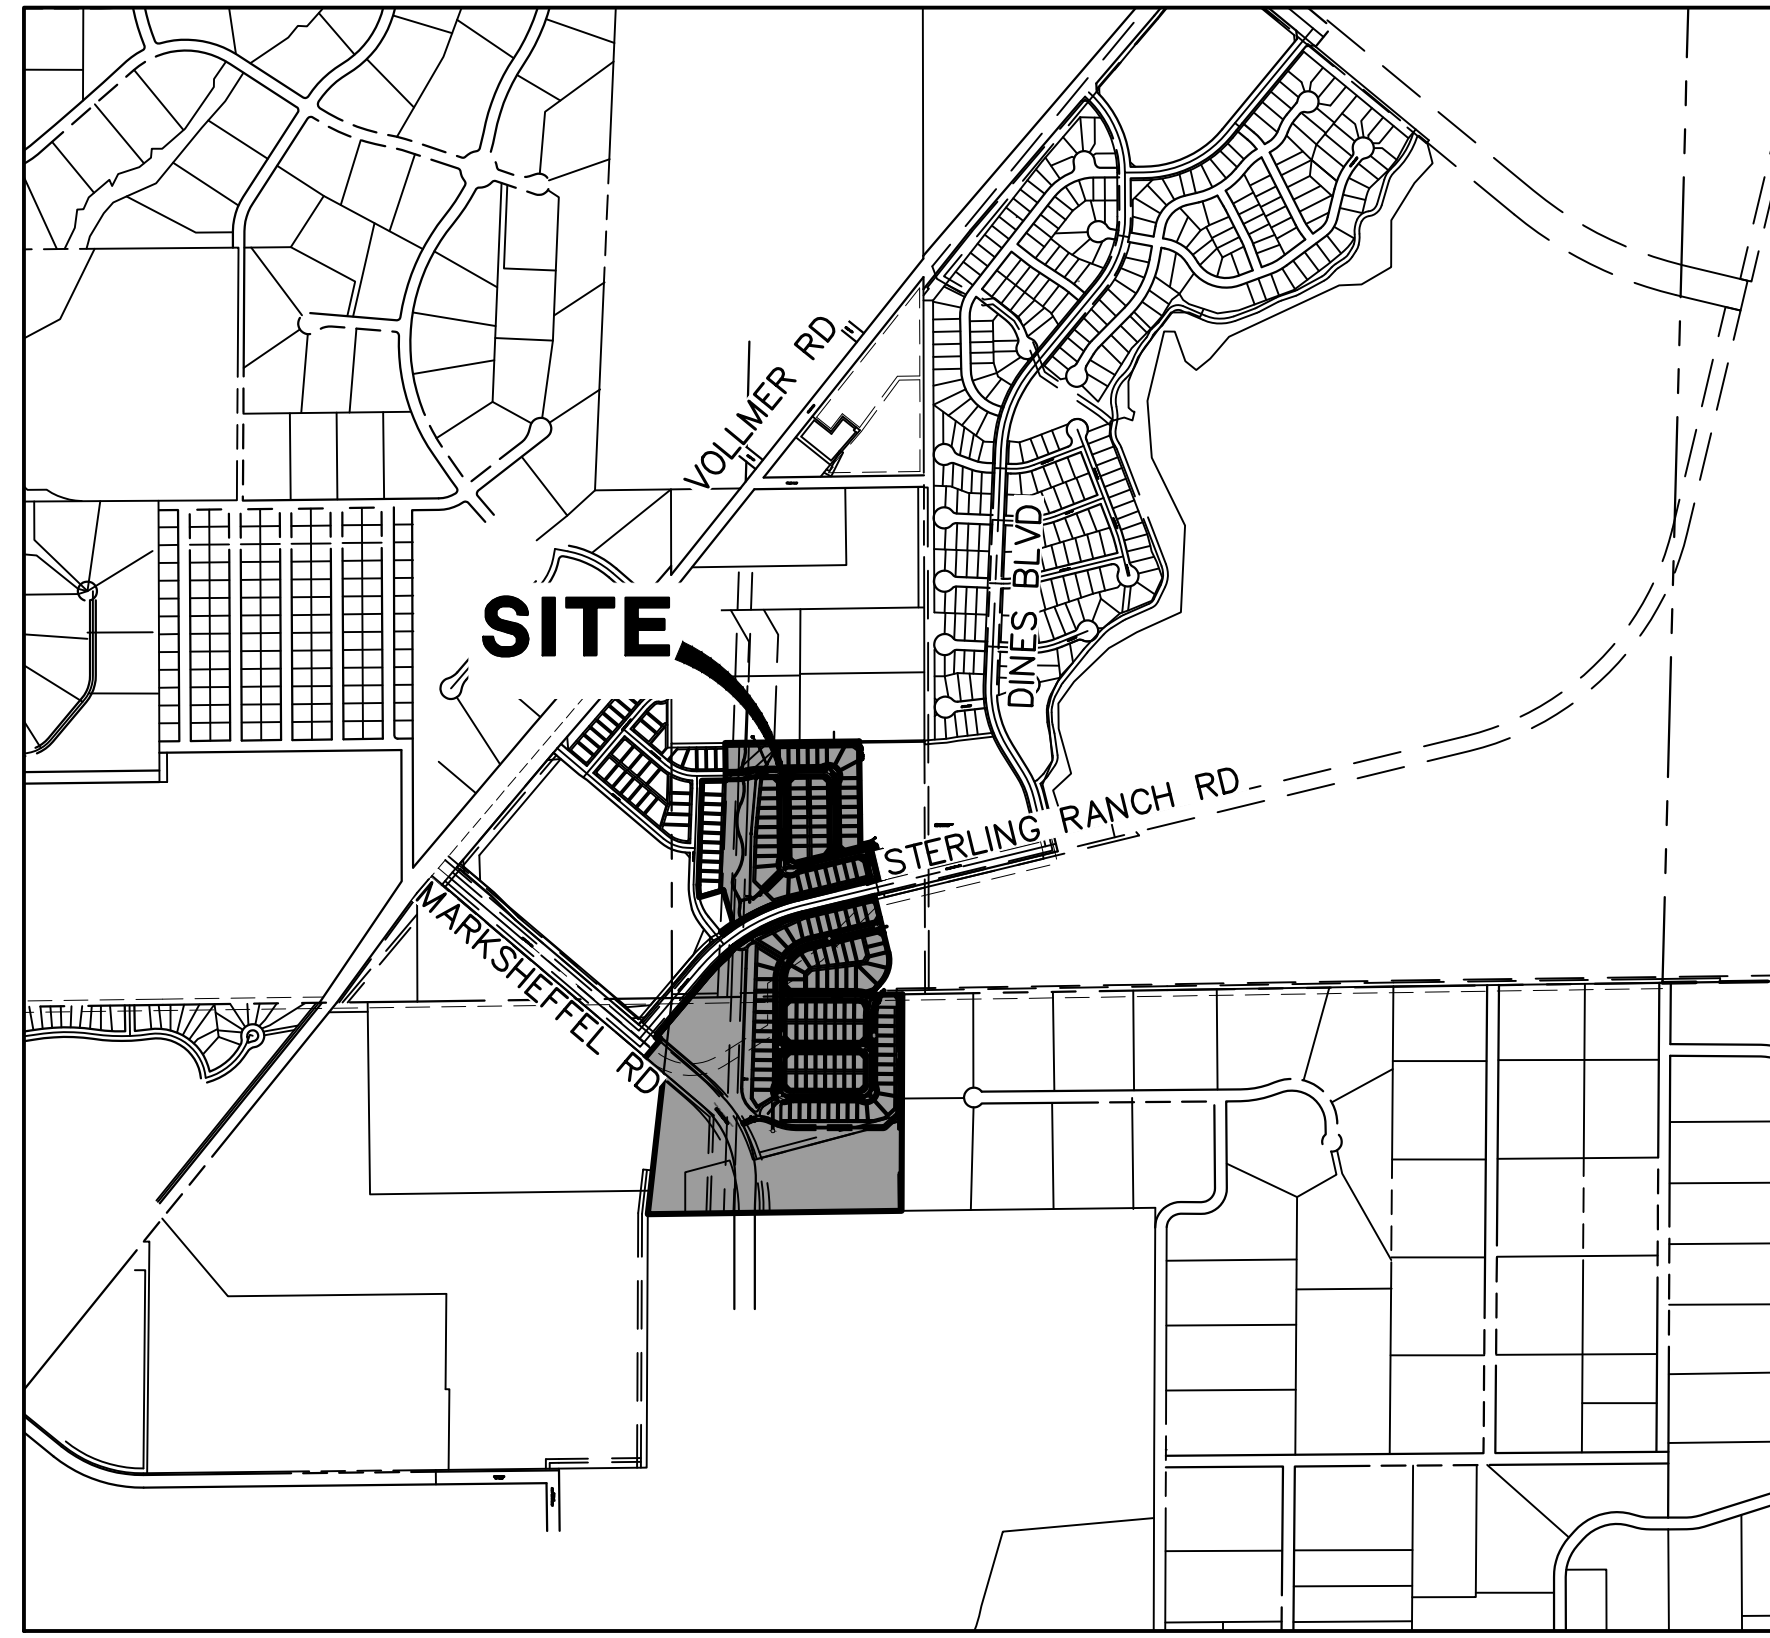 VOLLMER RD
DINES BLVD
SITE
STERLING RANCH RD
MARKSHEFFEL RD